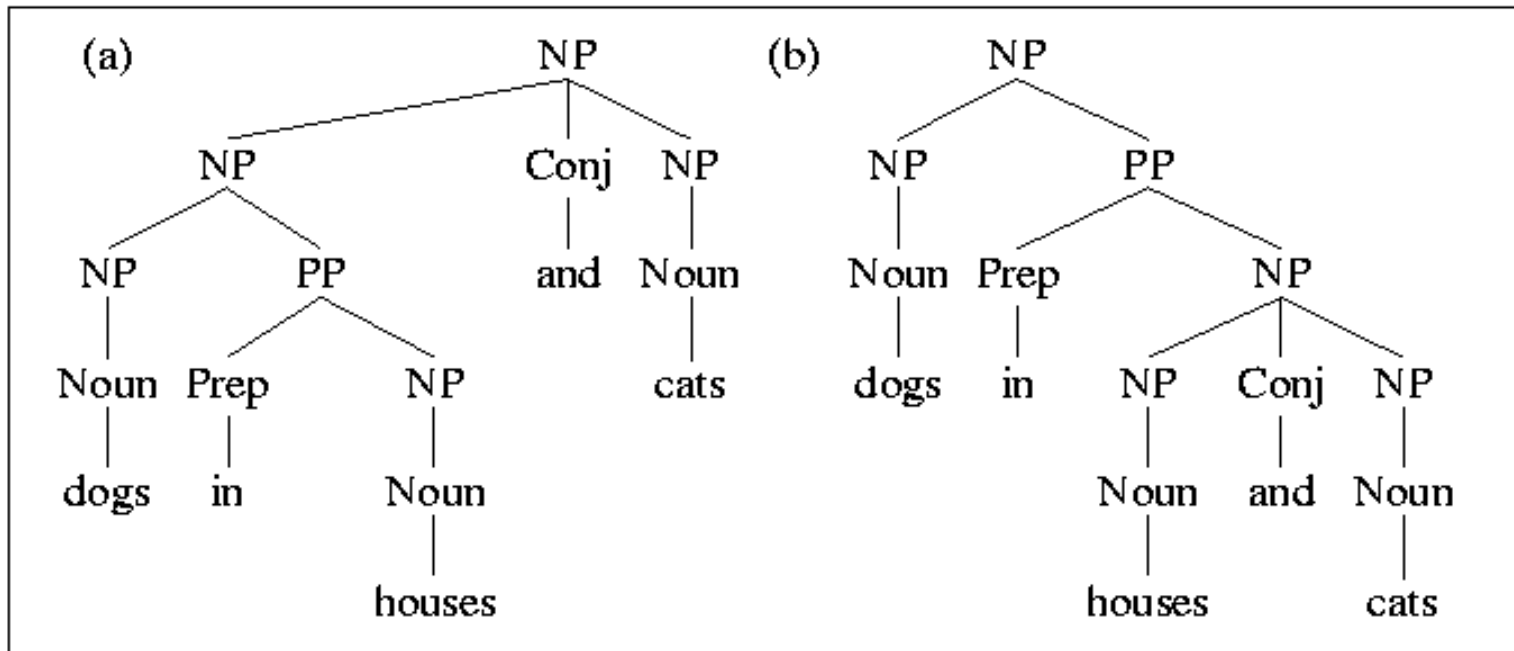 (a) NP (b) NP
NP Conj NP NP PP
NP PP and Noun Noun Prep NP
Noun Prep NP cats dogs in NP Conj NP
dogs in Noun Noun and Noun
houses houses cats